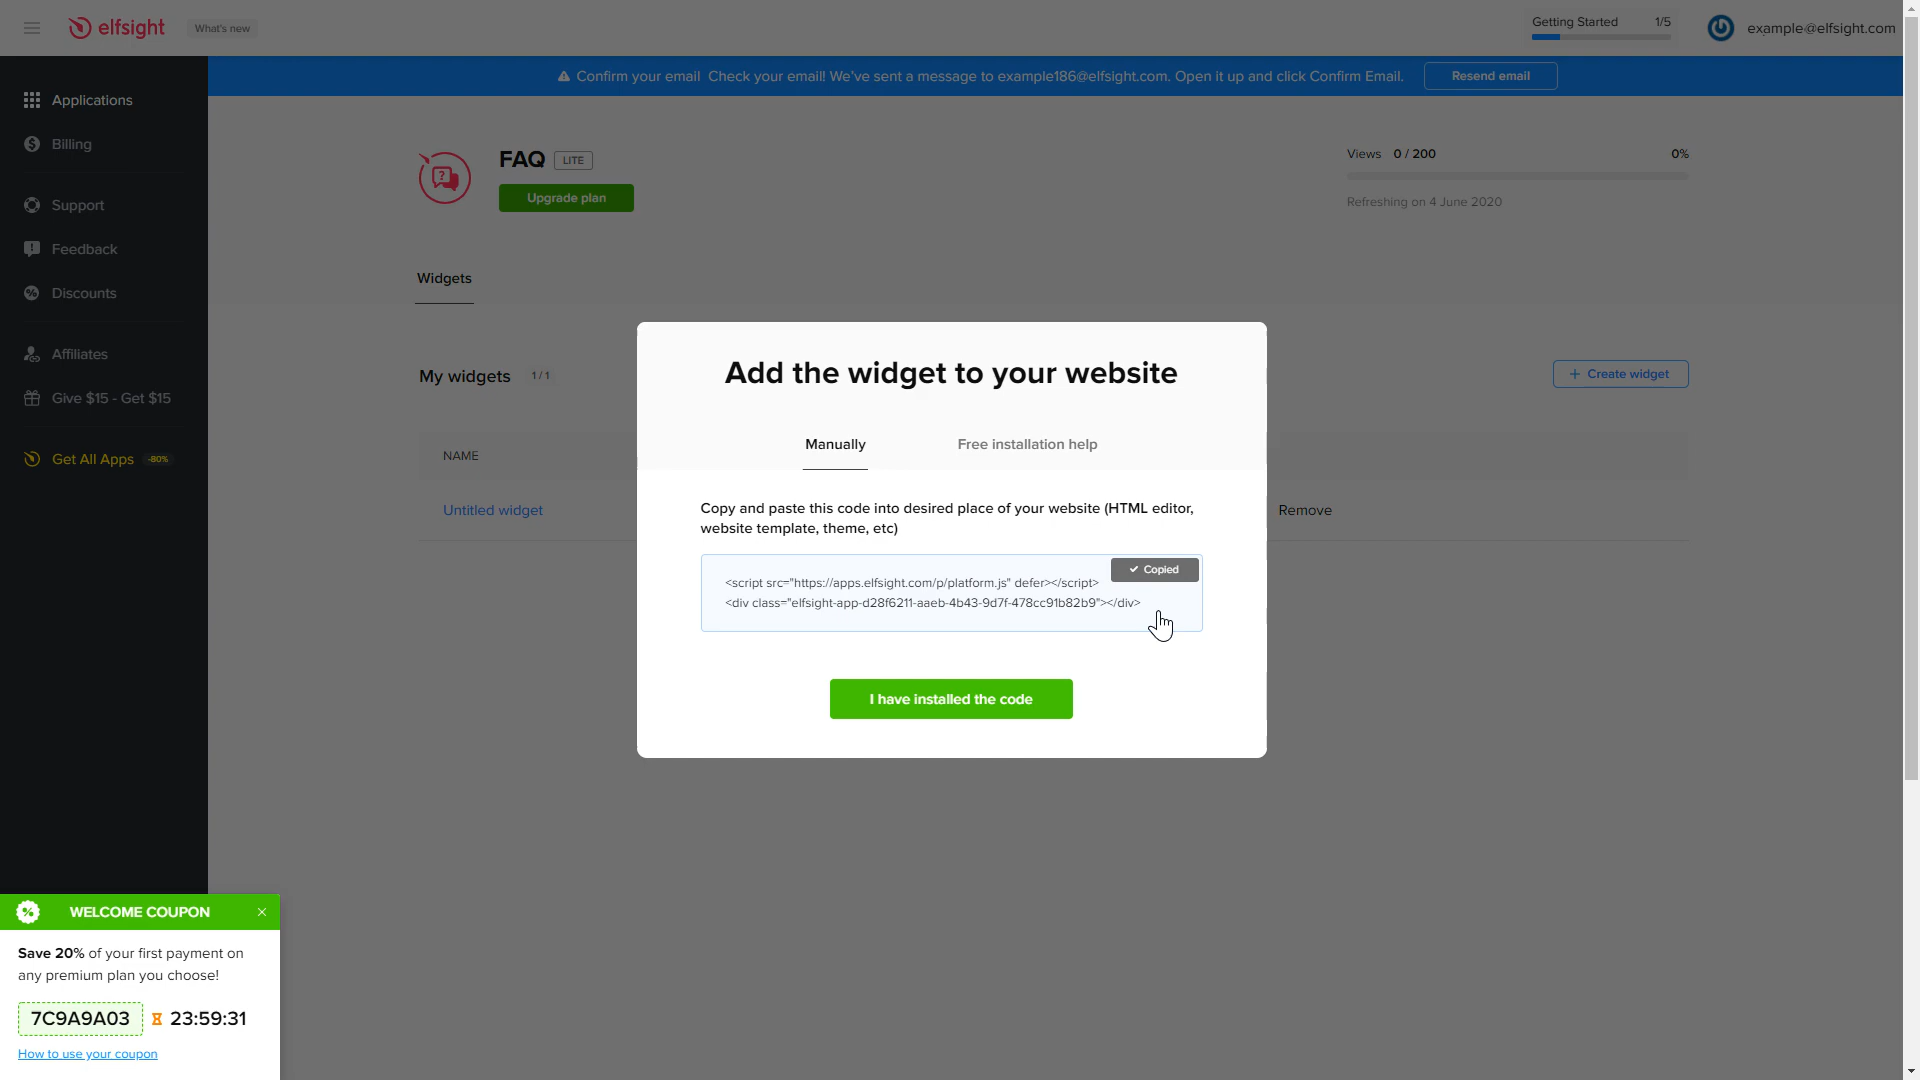 elfsight
What's new
Getting Started 1/5
example@elfsight.com
Confirm your email Check your email! We've sent a message to example186@elfsight.com. Open it up and click Confirm Email.
Resend email
Applications
Billing
Support
Feedback
Discounts
Affiliates
Give $15 - Get $15
Get All Apps -80%
FAQ LITE
Upgrade plan
Views 0 / 200 0%
Refreshing on 4 June 2020
Widgets
My widgets 1 / 1
+ Create widget
NAME
Untitled widget
Remove
Add the widget to your website
Manually
Free installation help
Copy and paste this code into desired place of your website (HTML editor,
website template, theme, etc)
Copied
<script src="https://apps.elfsight.com/p/platform.js" defer></script>
<div class="elfsight-app-d28f6211-aaeb-4b43-9d7f-478cc91b82b9"></div>
I have installed the code
WELCOME COUPON
Save 20% of your first payment on
any premium plan you choose!
7C9A9A03 23:59:31
How to use your coupon